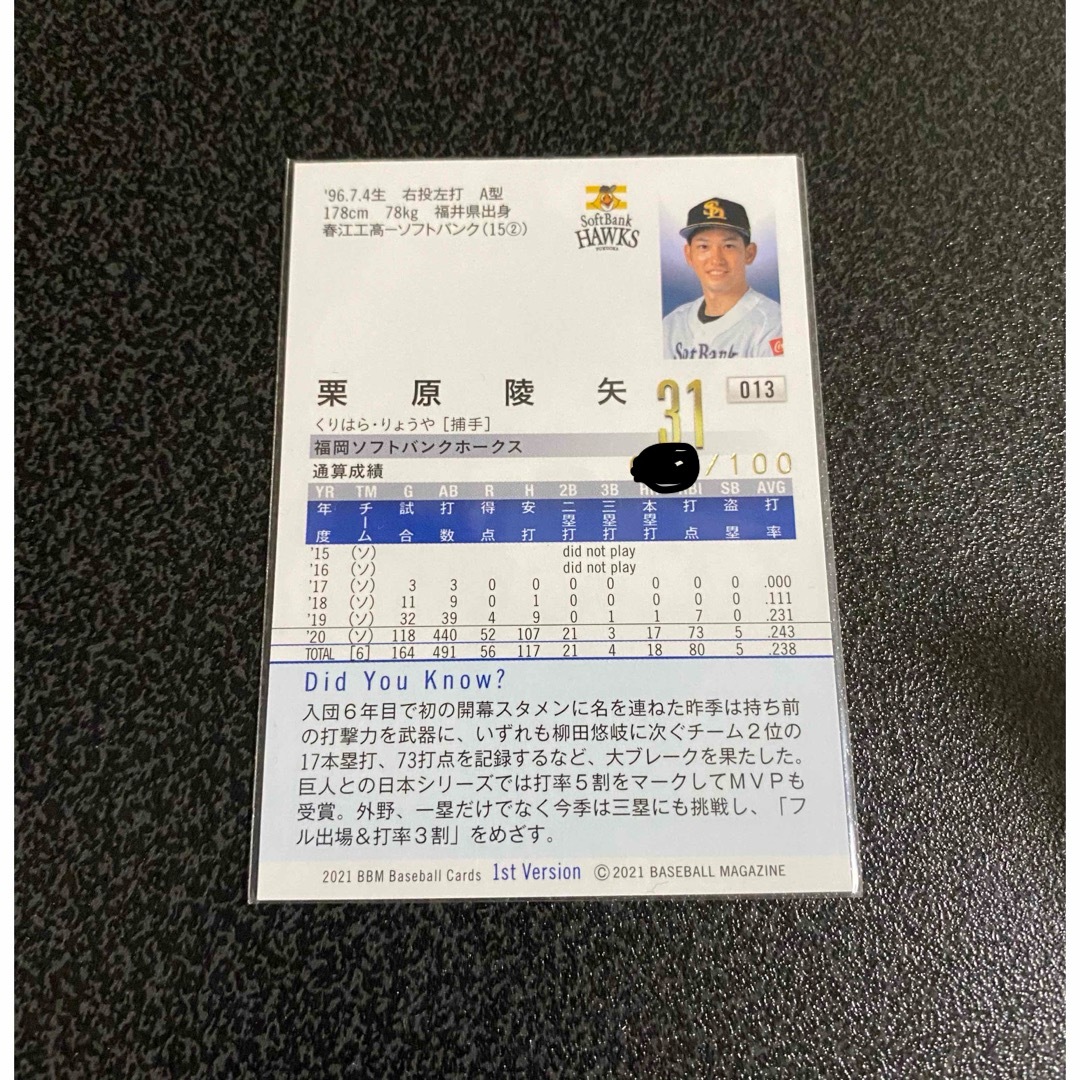 '96.7.4生 右投左打 A型
178cm 78kg 福井県出身
春江工高ーソフトバンク(15②)
SoftBank
HAWKS
FUKUOKA
SH
SoftBank
栗原陵矢
31
013
くりはら・りょうや [捕手]
福岡ソフトバンクホークス
/100
通算成績
YR TM G AB R H 2B 3B HR RBI SB AVG
年度 チーム 試合 打数 得点 安打 二塁打 三塁打 本塁打 打点 盗塁 打率
'15 (ソ) did not play
'16 (ソ) did not play
'17 (ソ) 3 3 0 0 0 0 0 0 0 .000
'18 (ソ) 11 9 0 1 0 0 0 0 0 .111
'19 (ソ) 32 39 4 9 0 1 1 7 0 .231
'20 (ソ) 118 440 52 107 21 3 17 73 5 .243
TOTAL [6] 164 491 56 117 21 4 18 80 5 .238
Did You Know?
入団6年目で初の開幕スタメンに名を連ねた昨季は持ち前
の打撃力を武器に、いずれも柳田悠岐に次ぐチーム2位の
17本塁打、73打点を記録するなど、大ブレークを果たした。
巨人との日本シリーズでは打率5割をマークしてMVPも
受賞。外野、一塁だけでなく今季は三塁にも挑戦し、「フ
ル出場&打率3割」をめざす。
2021 BBM Baseball Cards 1st Version ©2021 BASEBALL MAGAZINE